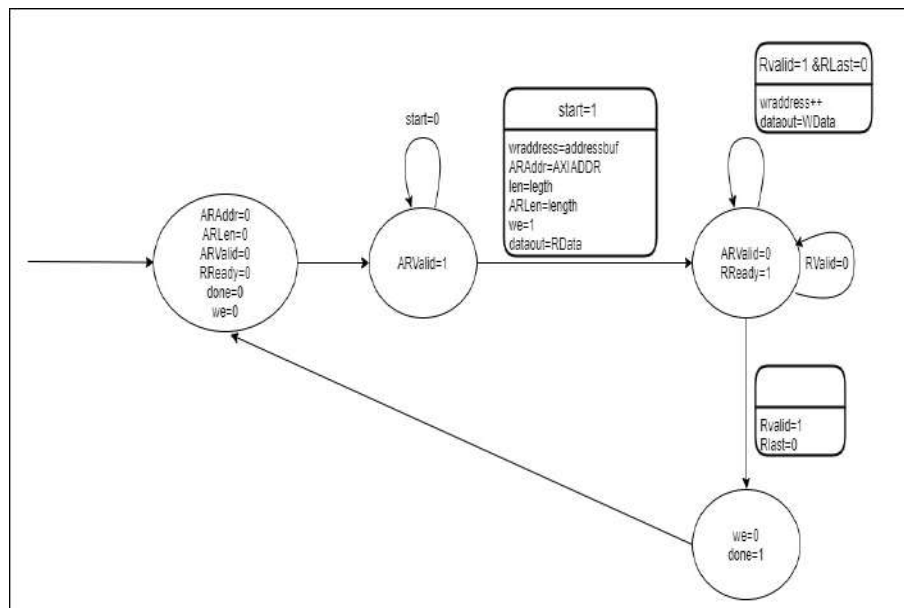 ARAddr=0
ARLen=0
ARValid=0
RReady=0
done=0
we=0
start=0
ARValid=1
start=1
wraddress=addressbuf
ARAddr=AXIADDR
len=legth
ARLen=length
we=1
dataout=RData
Rvalid=1 &RLast=0
wraddress++
dataout=WData
ARValid=0
RReady=1
RValid=0
Rvalid=1
Rlast=0
we=0
done=1